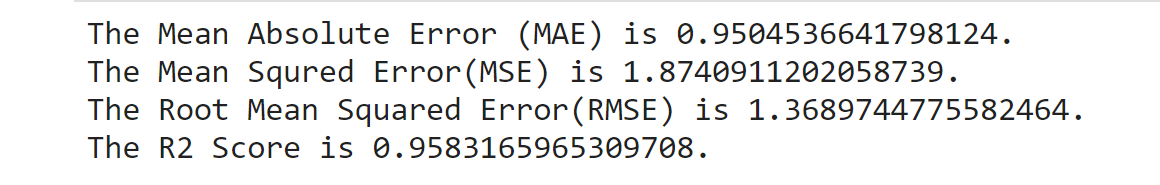 The Mean Absolute Error (MAE) is 0.9504536641798124.
The Mean Squred Error(MSE) is 1.8740911202058739.
The Root Mean Squared Error(RMSE) is 1.3689744775582464.
The R2 Score is 0.9583165965309708.